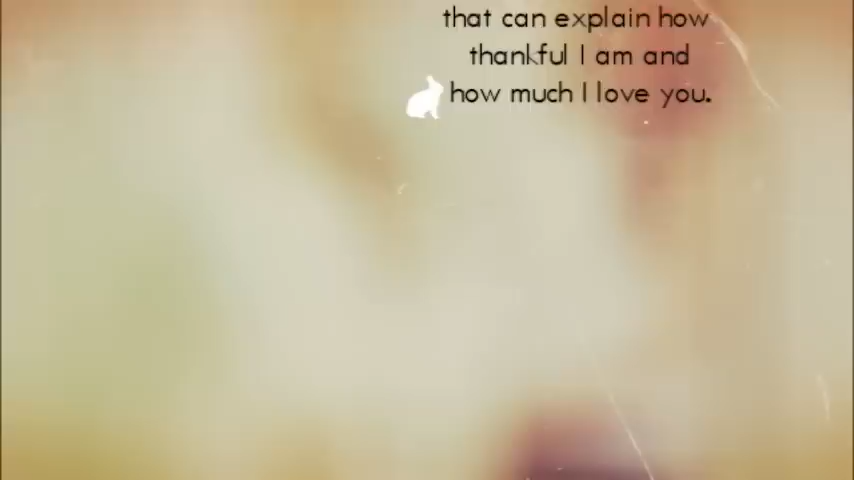 that can explain how
thankful I am and
how much I love you.